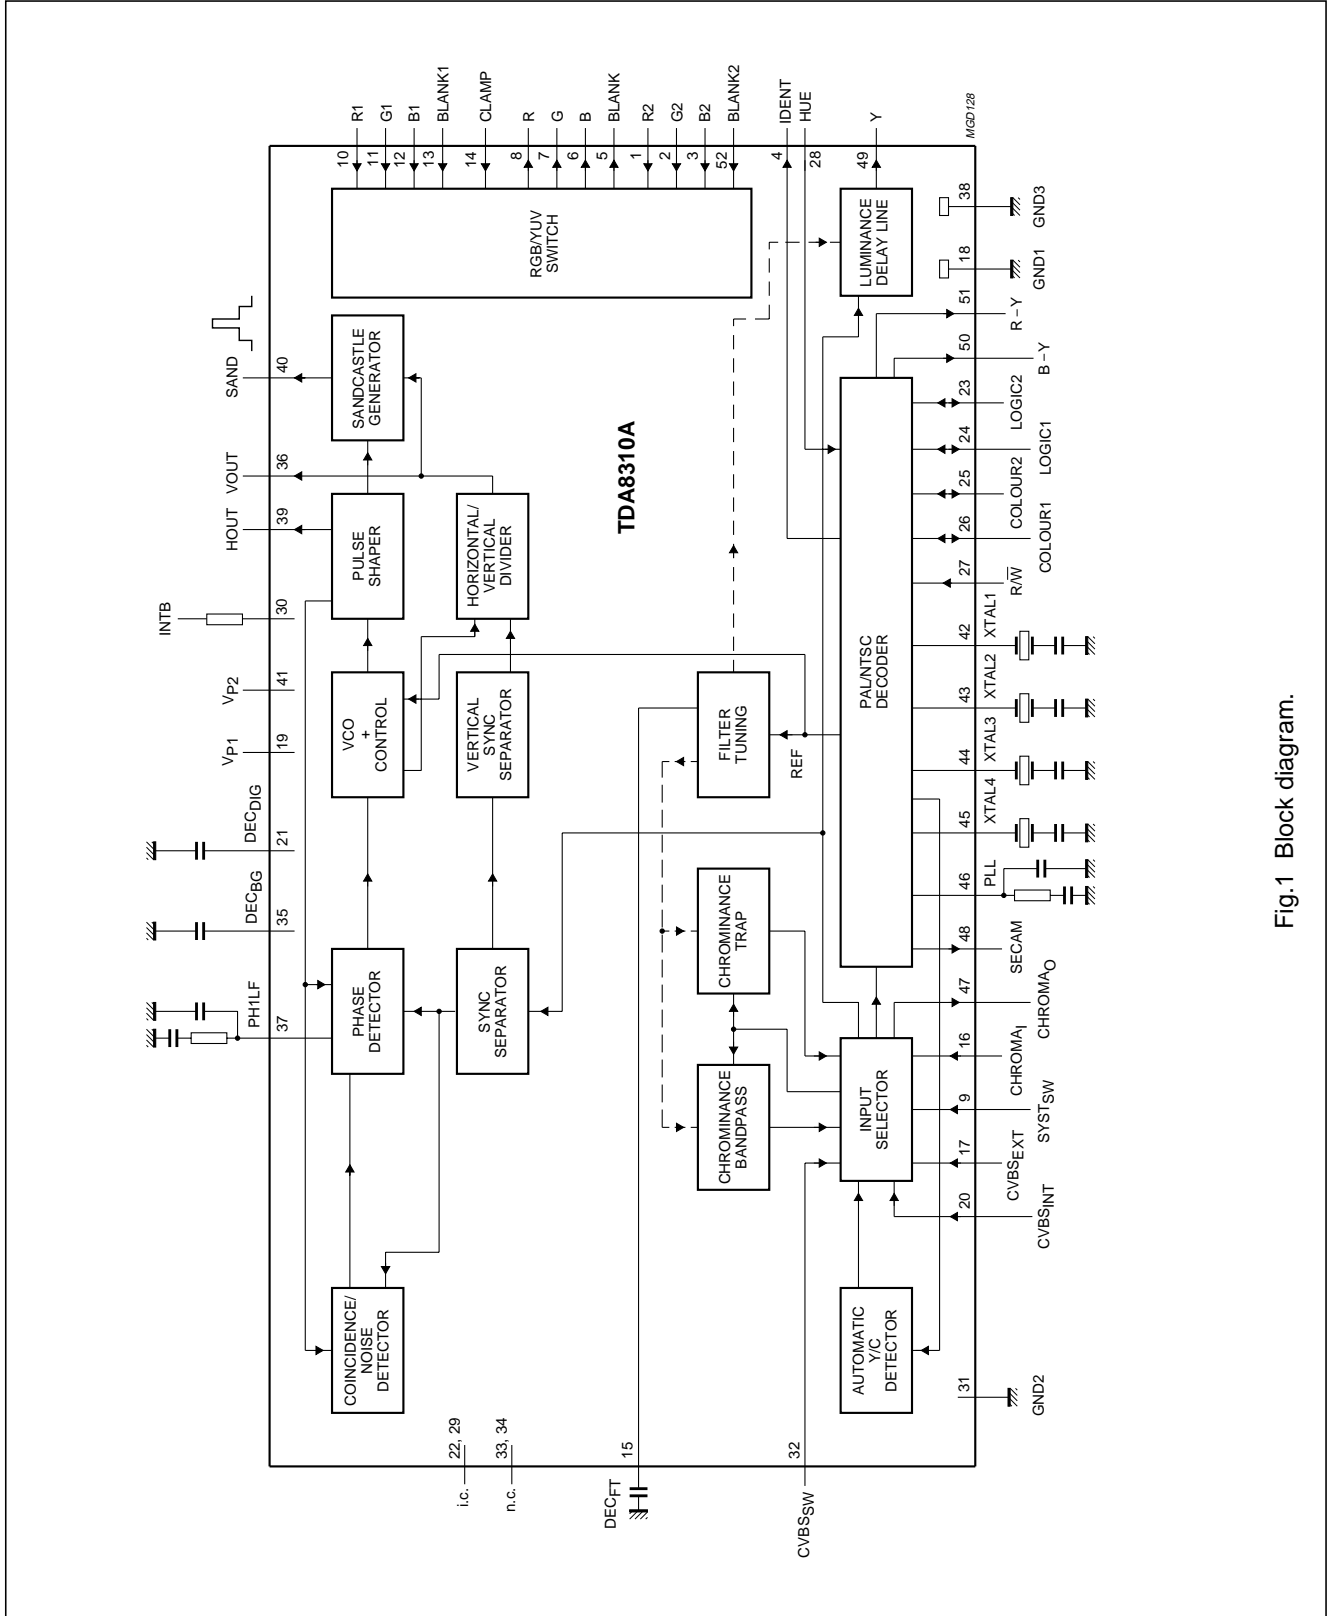 R1
G1
B1
BLANK1
CLAMP
R
G
B
BLANK
R2
G2
B2
BLANK2
IDENT
HUE
Y
10
11
12
13
14
8
7
6
5
1
2
3
52
4
28
49
MGD128
RGB/YUV
SWITCH
LUMINANCE
DELAY LINE
38
GND3
18
GND1
51
R–Y
50
B–Y
SAND
40
SANDCASTLE
GENERATOR
VOUT
36
HOUT
39
PULSE
SHAPER
HORIZONTAL/
VERTICAL
DIVIDER
TDA8310A
INTB
30
VP2
41
VP1
19
VCO
+
CONTROL
VERTICAL
SYNC
SEPARATOR
FILTER
TUNING
REF
PAL/NTSC
DECODER
23
LOGIC2
24
LOGIC1
25
COLOUR2
26
COLOUR1
27
R/W̅
42
XTAL1
43
XTAL2
44
XTAL3
45
XTAL4
46
PLL
48
SECAM
DECDIG
21
DECBG
35
PH1LF
37
PHASE
DETECTOR
SYNC
SEPARATOR
CHROMINANCE
TRAP
CHROMINANCE
BANDPASS
INPUT
SELECTOR
47
CHROMAO
16
CHROMAI
9
SYSTSW
17
CVBSEXT
20
CVBSINT
COINCIDENCE/
NOISE
DETECTOR
AUTOMATIC
Y/C
DETECTOR
31
GND2
22, 29
i.c.
33, 34
n.c.
15
DECFT
32
CVBSSW
Fig.1 Block diagram.